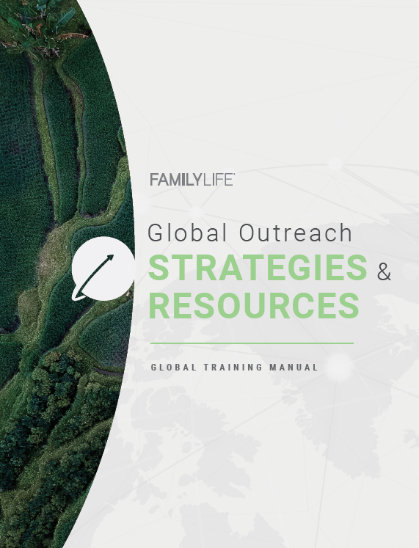 FAMILYLIFE
Global Outreach
STRATEGIES &
RESOURCES
GLOBAL TRAINING MANUAL